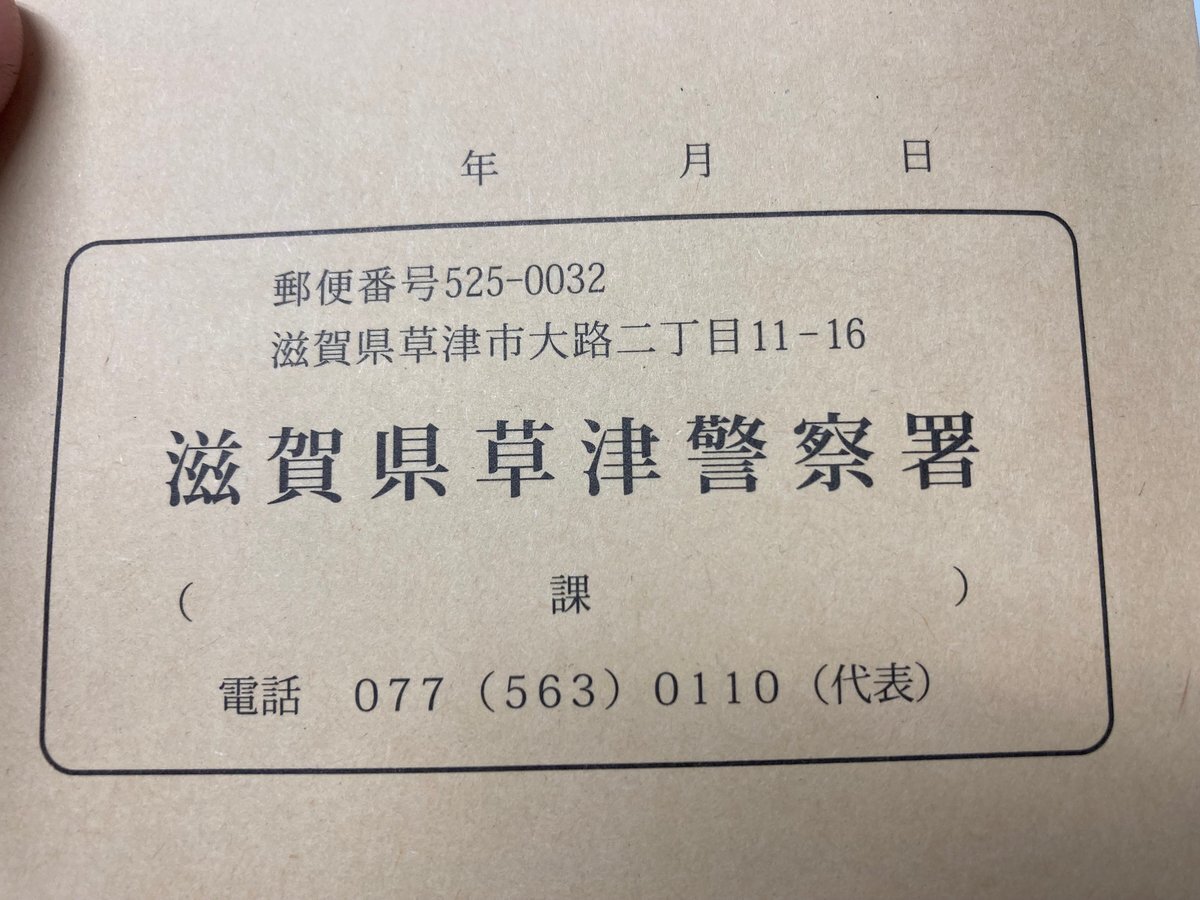 年 月 日
郵便番号525-0032
滋賀県草津市大路二丁目11-16
滋賀県草津警察署
( 課 )
電話 077(563)0110(代表)